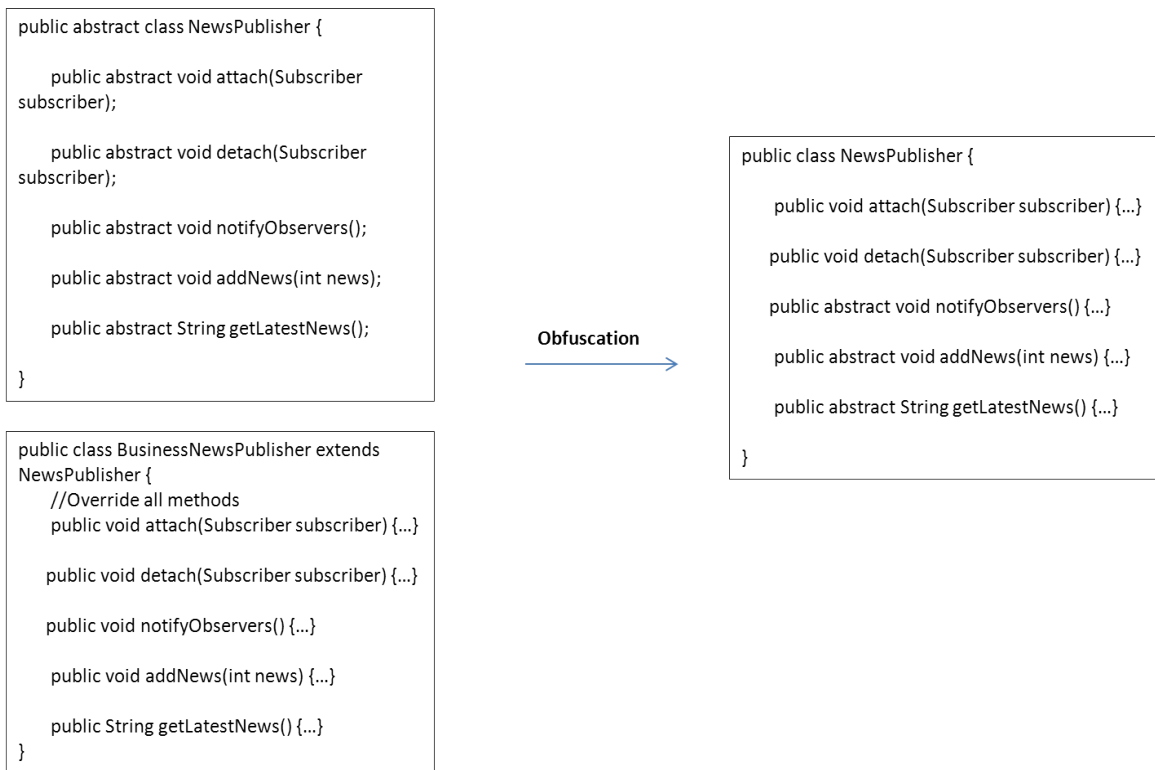 public abstract class NewsPublisher {
public abstract void attach(Subscriber
subscriber);
public abstract void detach(Subscriber
subscriber);
public abstract void notifyObservers();
public abstract void addNews(int news);
public abstract String getLatestNews();
}
public class BusinessNewsPublisher extends
NewsPublisher {
//Override all methods
public void attach(Subscriber subscriber) {...}
public void detach(Subscriber subscriber) {...}
public void notifyObservers() {...}
public void addNews(int news) {...}
public String getLatestNews() {...}
}
Obfuscation
public class NewsPublisher {
public void attach(Subscriber subscriber) {...}
public void detach(Subscriber subscriber) {...}
public abstract void notifyObservers() {...}
public abstract void addNews(int news) {...}
public abstract String getLatestNews() {...}
}